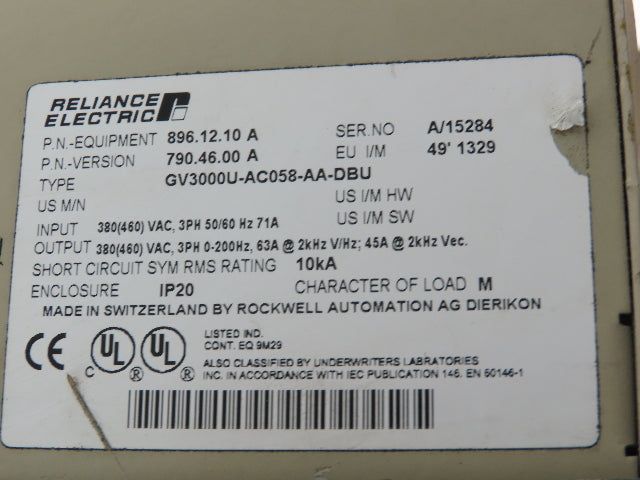 RELIANCE
ELECTRIC
P.N.-EQUIPMENT 896.12.10 A SER.NO A/15284
P.N.-VERSION 790.46.00 A EU I/M 49' 1329
TYPE GV3000U-AC058-AA-DBU
US M/N US I/M HW
US I/M SW
INPUT 380(460) VAC, 3PH 50/60 Hz 71A
OUTPUT 380(460) VAC, 3PH 0-200Hz, 63A @ 2kHz V/Hz; 45A @ 2kHz Vec.
SHORT CIRCUIT SYM RMS RATING 10kA
ENCLOSURE IP20 CHARACTER OF LOAD M
MADE IN SWITZERLAND BY ROCKWELL AUTOMATION AG DIERIKON
CE C UL ® UL ®
LISTED IND.
CONT. EQ 9M29
ALSO CLASSIFIED BY UNDERWRITERS LABRATORIES
INC. IN ACCORDANCE WITH IEC PUBLICATION 146. EN 60146-1